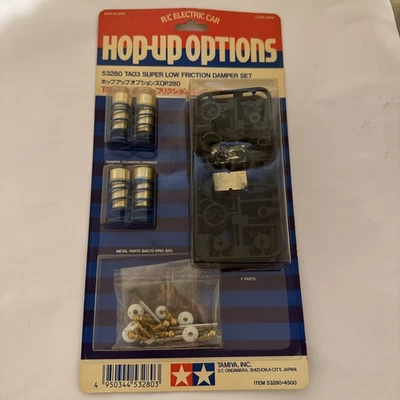 R/C ELECTRIC CAR
HOP-UP OPTIONS
53280 TA03 SUPER LOW FRICTION DAMPER SET
ホップアップオプションズOP.280
DAMPER CYLINDERS/SPRINGS
METAL PARTS BAG/O-RING BAG
V PARTS
4 950344 532803
TAMIYA, INC.
3-7, ONDAWARA, SHIZUOKA-CITY, JAPAN.
ITEM 53280-4500